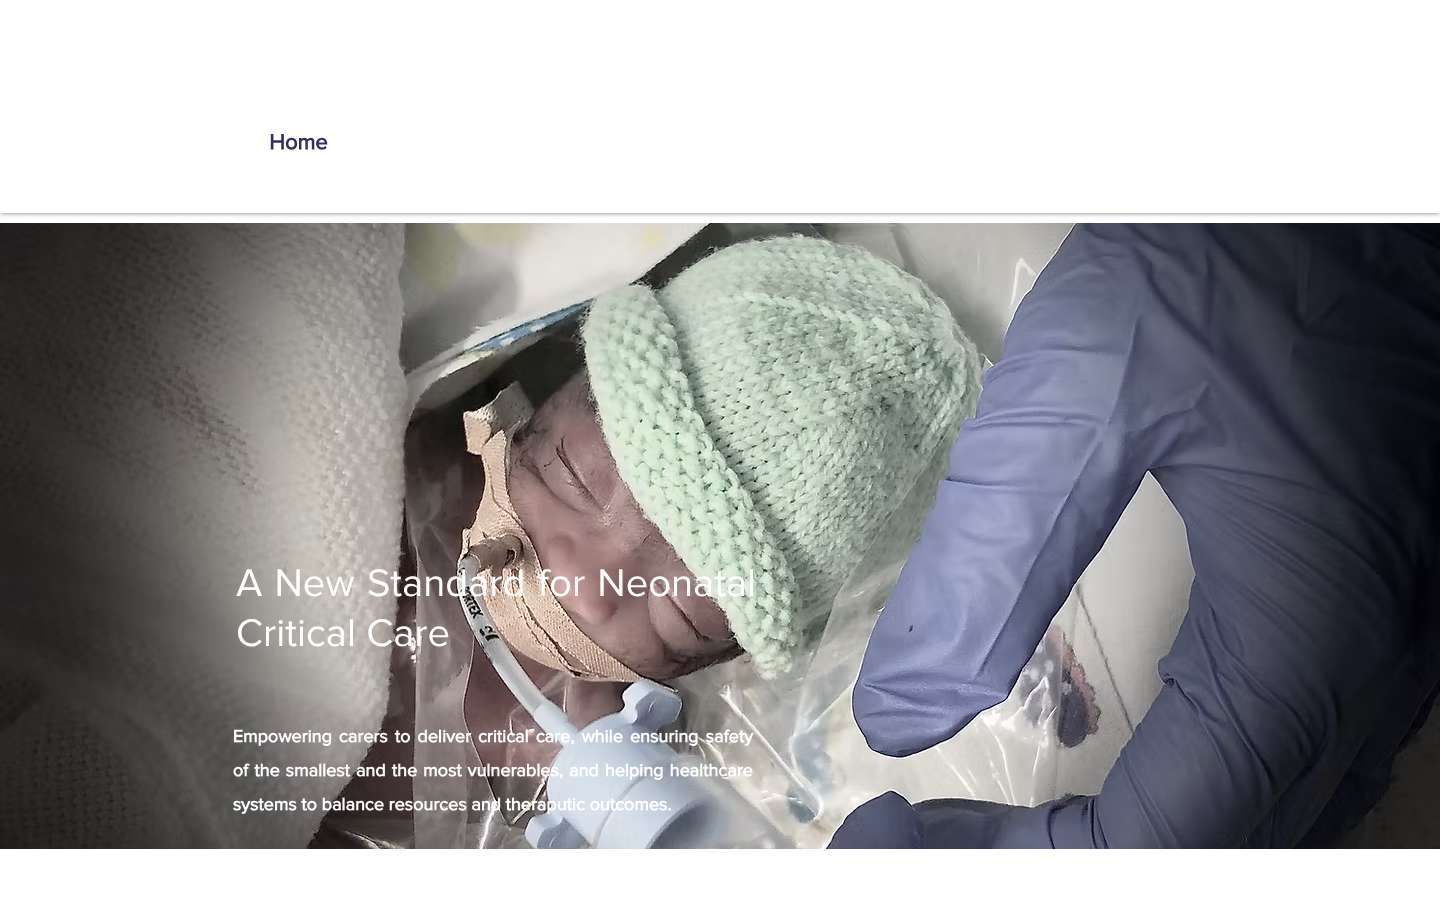 Home
A New Standard for Neonatal
Critical Care
Empowering carers to deliver critical care, while ensuring safety
of the smallest and the most vulnerables, and helping healthcare
systems to balance resources and theraputic outcomes.